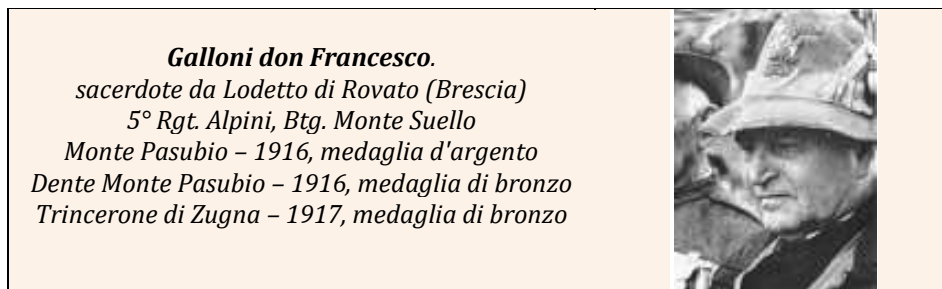 Galloni don Francesco.
sacerdote da Lodetto di Rovato (Brescia)
5° Rgt. Alpini, Btg. Monte Suello
Monte Pasubio – 1916, medaglia d'argento
Dente Monte Pasubio – 1916, medaglia di bronzo
Trincerone di Zugna – 1917, medaglia di bronzo